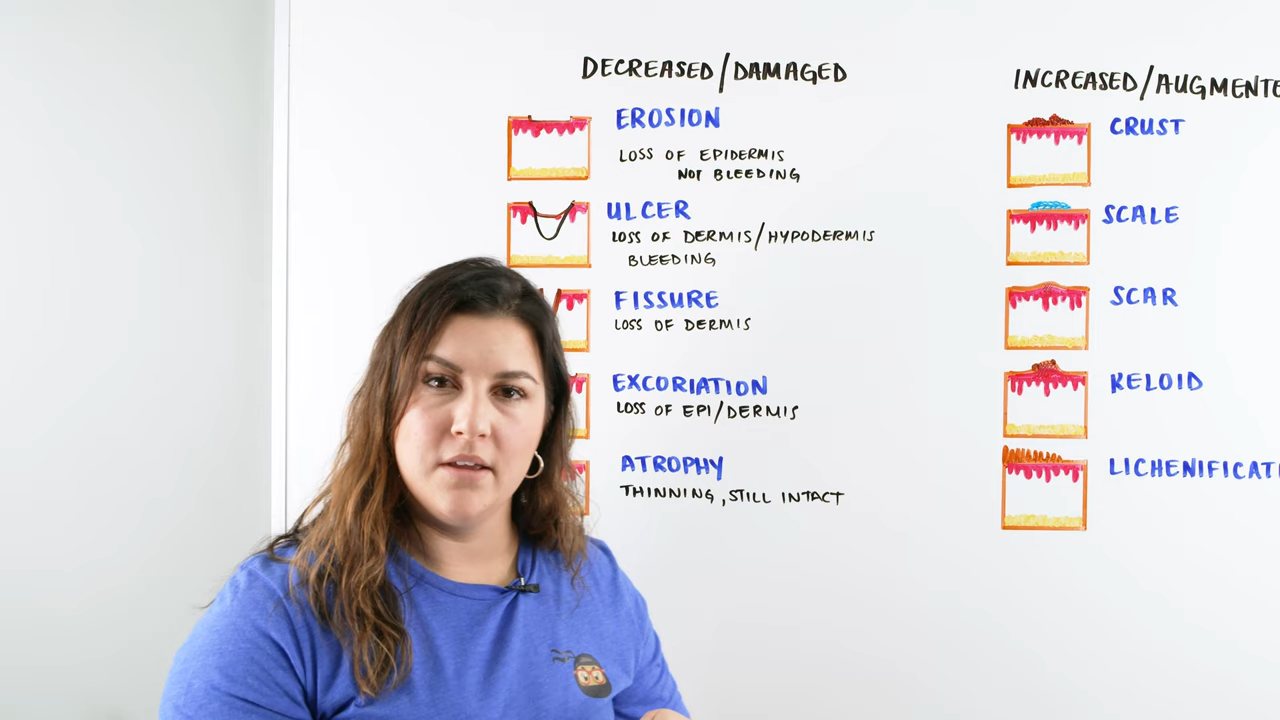 DECREASED/DAMAGED
EROSION
LOSS OF EPIDERMIS
NOT BLEEDING
ULCER
LOSS OF DERMIS/HYPODERMIS
BLEEDING
FISSURE
LOSS OF DERMIS
EXCORIATION
LOSS OF EPI/DERMIS
ATROPHY
THINNING, STILL INTACT
INCREASED/AUGMENTE
CRUST
SCALE
SCAR
KELOID
LICHENIFICATI